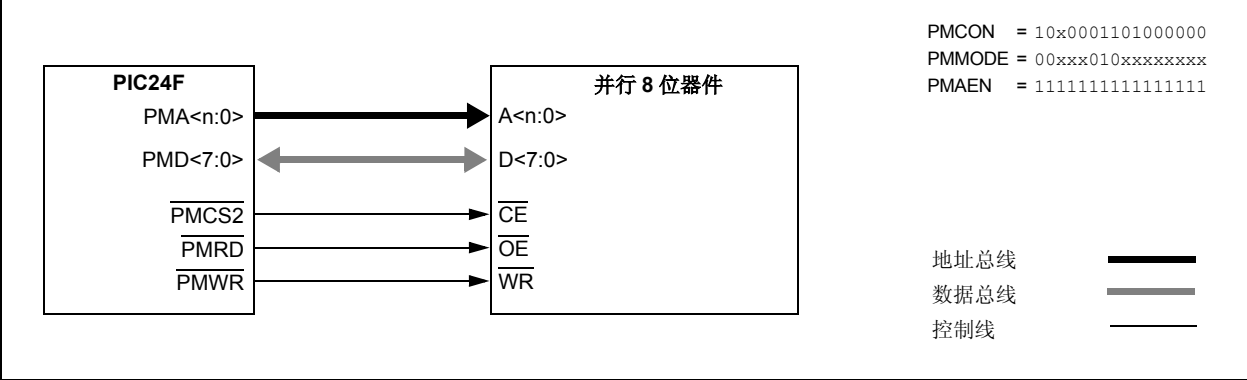 PMCON = 10x0001101000000
PMMODE = 00xxx010xxxxxxxx
PMAEN = 1111111111111111
PIC24F
并行 8 位器件
PMA<n:0>
A<n:0>
PMD<7:0>
D<7:0>
PMCS2
CE
PMRD
OE
PMWR
WR
地址总线
数据总线
控制线